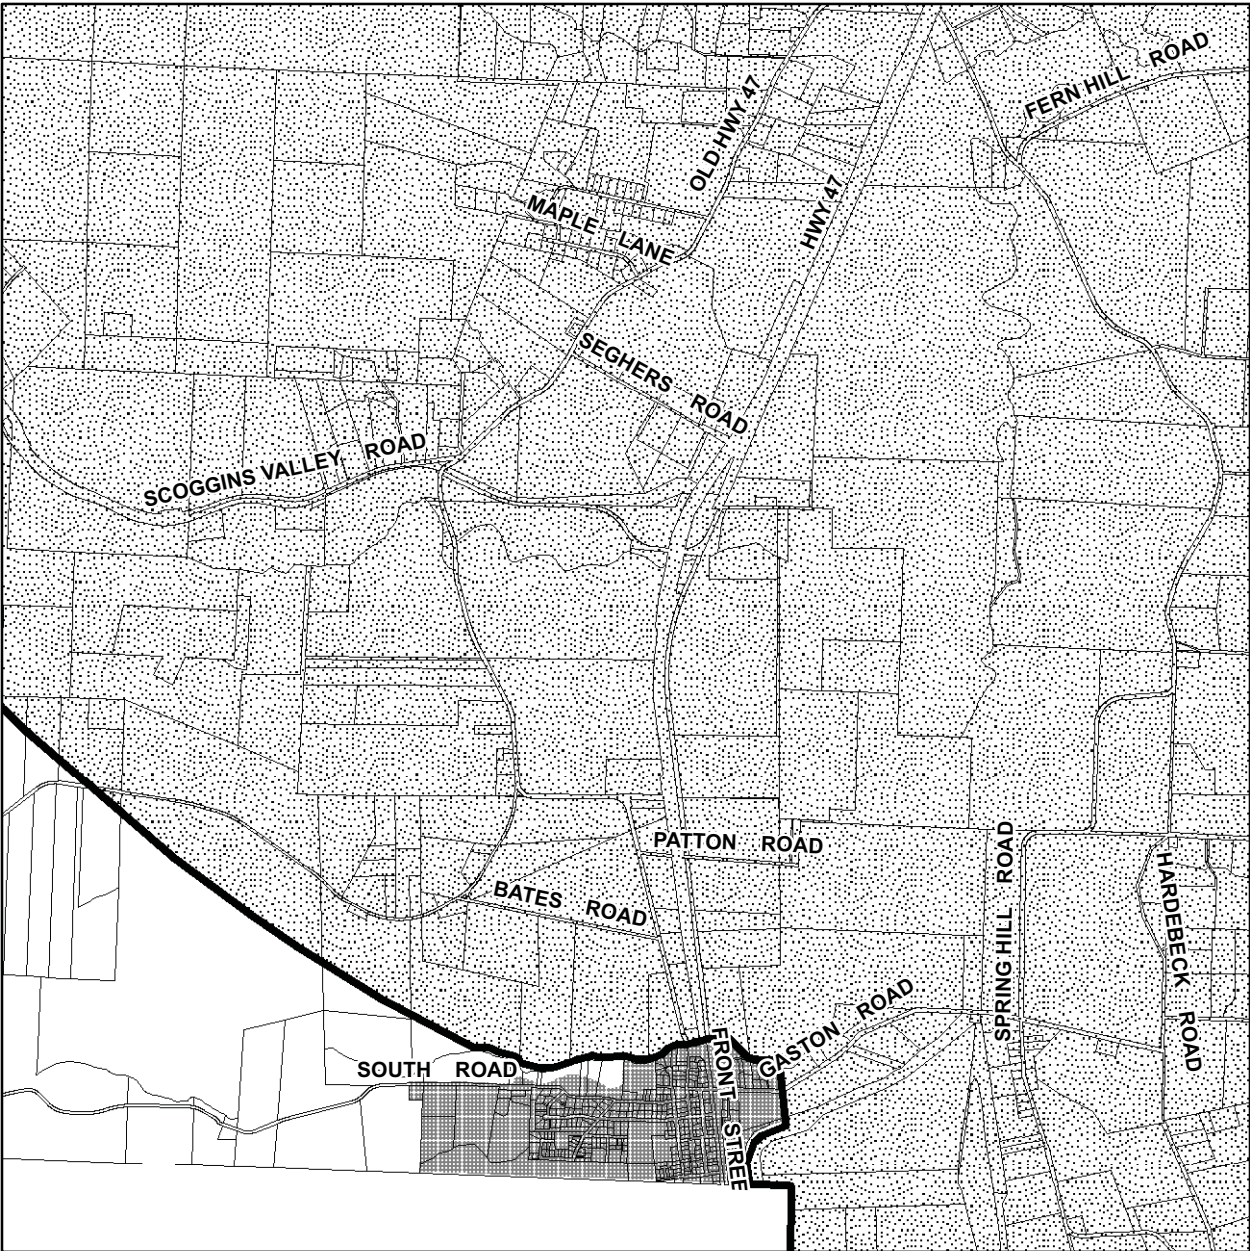 FERN HILL ROAD
OLD HWY 47
HWY 47
MAPLE LANE
SEGHERS ROAD
SCOGGINS VALLEY ROAD
PATTON ROAD
BATES ROAD
SPRING HILL ROAD
HARDEBECK ROAD
GASTON ROAD
SOUTH ROAD
FRONT STREE